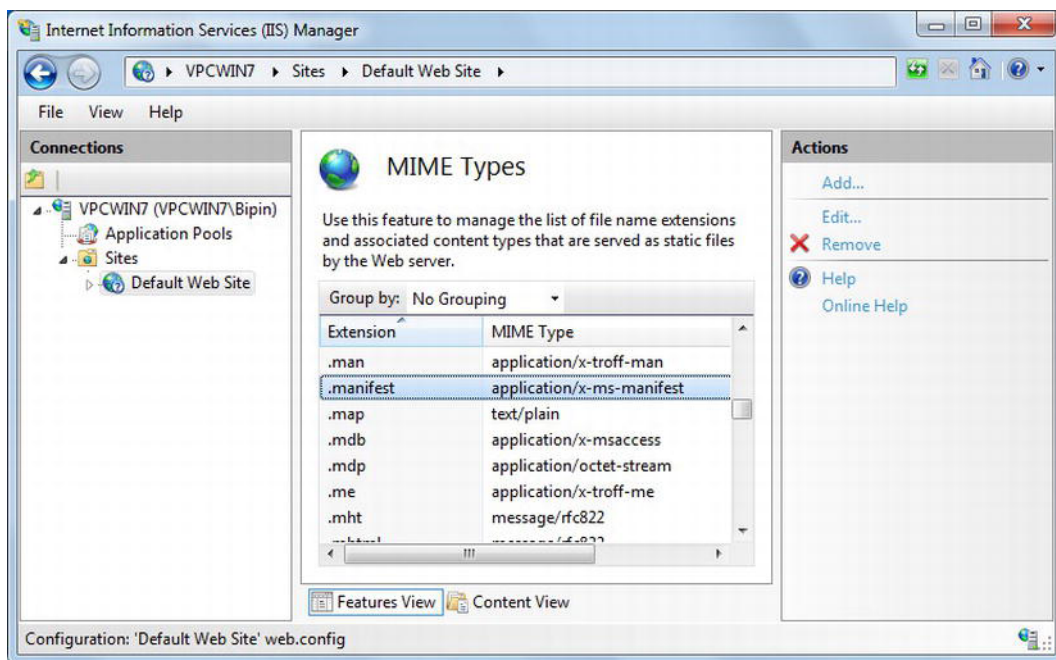 Internet Information Services (IIS) Manager
VPCWIN7 Sites Default Web Site
File View Help
Connections
VPCWIN7 (VPCWIN7\Bipin)
Application Pools
Sites
Default Web Site
MIME Types
Use this feature to manage the list of file name extensions
and associated content types that are served as static files
by the Web server.
Group by: No Grouping
Extension MIME Type
.man application/x-troff-man
.manifest application/x-ms-manifest
.map text/plain
.mdb application/x-msaccess
.mdp application/octet-stream
.me application/x-troff-me
.mht message/rfc822
Features View Content View
Actions
Add...
Edit...
Remove
Help
Online Help
Configuration: 'Default Web Site' web.config